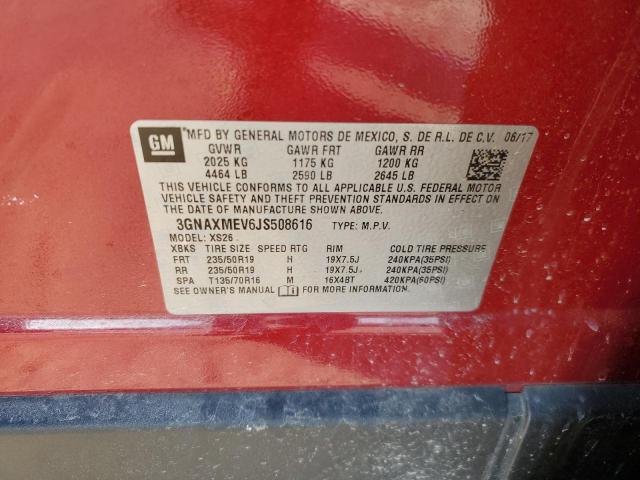 GM
*MFD BY GENERAL MOTORS DE MEXICO, S. DE R.L. DE C.V. 06/17
GVWR GAWR FRT GAWR RR
2025 KG 1175 KG 1200 KG
4464 LB 2590 LB 2645 LB
THIS VEHICLE CONFORMS TO ALL APPLICABLE U.S. FEDERAL MOTOR
VEHICLE SAFETY AND THEFT PREVENTION STANDARDS IN EFFECT ON
THE DATE OF MANUFACTURE SHOWN ABOVE.
3GNAXMEV6JS508616 TYPE: M.P.V.
MODEL: XS26
XBKS TIRE SIZE SPEED RTG RIM COLD TIRE PRESSURE
FRT 235/50R19 H 19X7.5J 240KPA(35PSI)
RR 235/50R19 H 19X7.5J 240KPA(35PSI)
SPA T135/70R16 M 16X4BT 420KPA(60PSI)
SEE OWNER'S MANUAL FOR MORE INFORMATION.